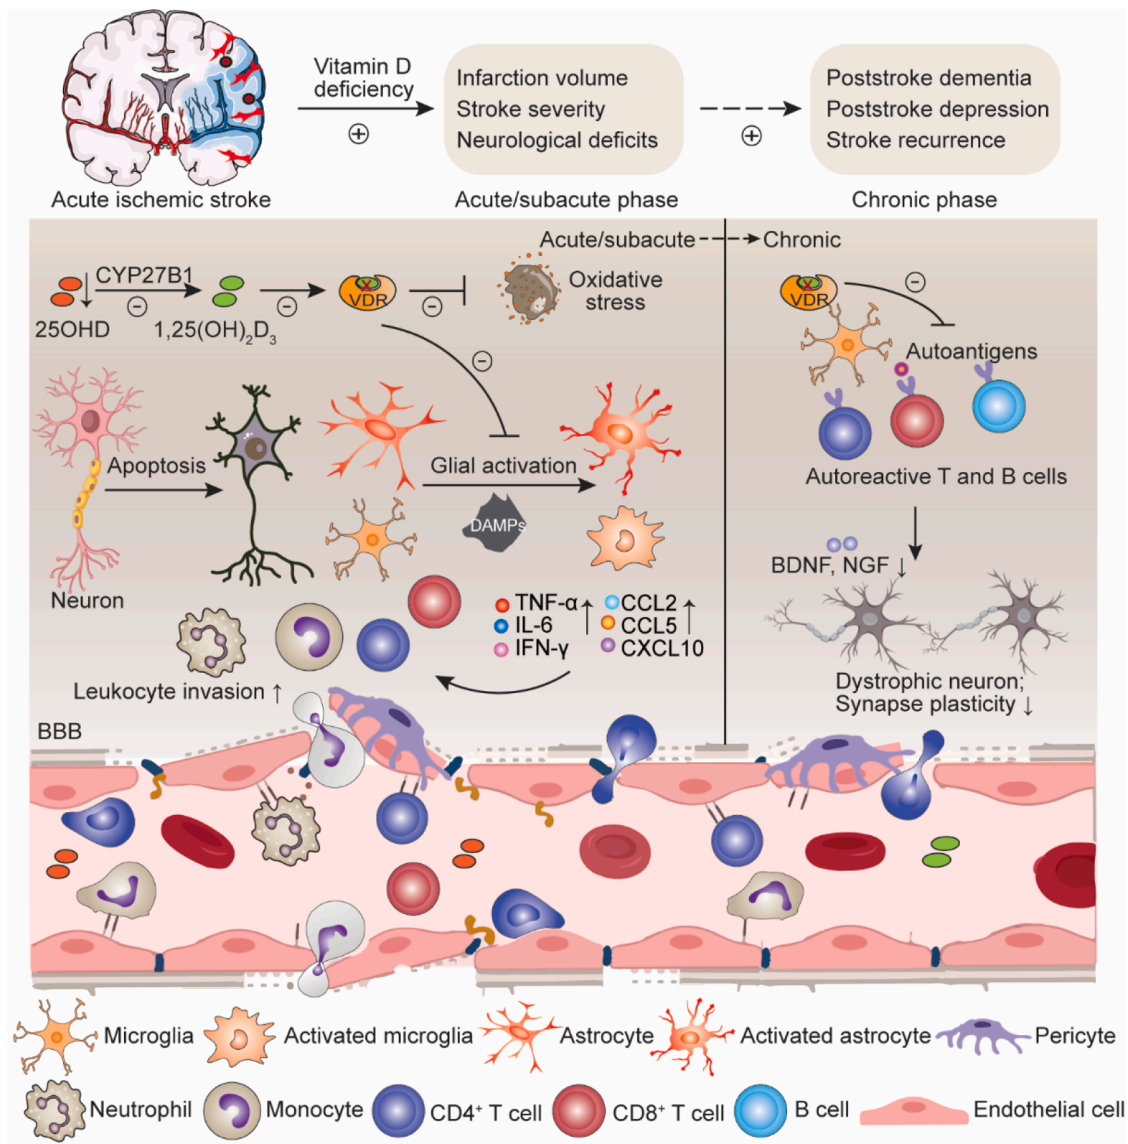 Vitamin D
deficiency
⊕
Infarction volume
Stroke severity
Neurological deficits
⊕
Poststroke dementia
Poststroke depression
Stroke recurrence
Acute ischemic stroke
Acute/subacute phase
Chronic phase
Acute/subacute
Chronic
25OHD
↓
CYP27B1
⊖
1,25(OH)₂D₃
⊖
X
VDR
⊖
Oxidative
stress
⊖
X
VDR
⊖
Autoantigens
Autoreactive T and B cells
Neuron
Apoptosis
Glial activation
DAMPs
TNF-α ↑
IL-6
IFN-γ
CCL2 ↑
CCL5
CXCL10
Leukocyte invasion ↑
BBB
BDNF, NGF ↓
Dystrophic neuron;
Synapse plasticity ↓
Microglia
Activated microglia
Astrocyte
Activated astrocyte
Pericyte
Neutrophil
Monocyte
CD4⁺ T cell
CD8⁺ T cell
B cell
Endothelial cell